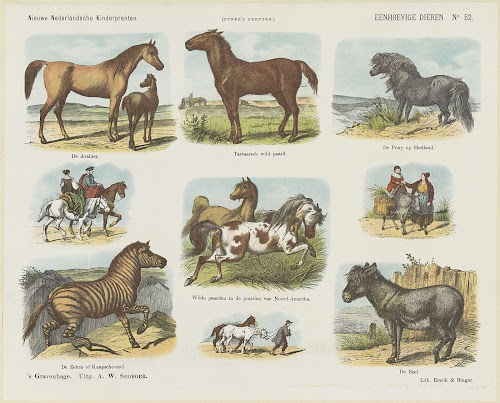 Nieuwe Nederlandsche Kinderprenten.
(SUNKE'S PRENTEN.)
EENHOEVIGE DIEREN. No 52.
De Arabier.
Tartaarsch wild paard.
De Pony op Shetland
Wilde paarden in de prairiën van Noord-Amerika.
De Zebra of Kaapsche-ezel.
De Ezel.
's Gravenhage. Uitg. A. W. Sijthoff.
Lith. Emrik & Binger.